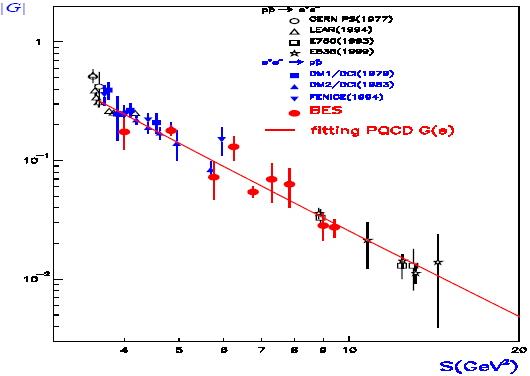 |G|
pp̄ → e⁺e⁻
CERN PS(1977)
LEAR(1994)
E760(1993)
E835(1999)
e⁺e⁻ → pp̄
DM1/DCI(1979)
DM2/DCI(1983)
FENICE(1994)
BES
fitting PQCD G(s)
1
10⁻¹
10⁻²
4 5 6 7 8 9 10 20
S(GeV²)